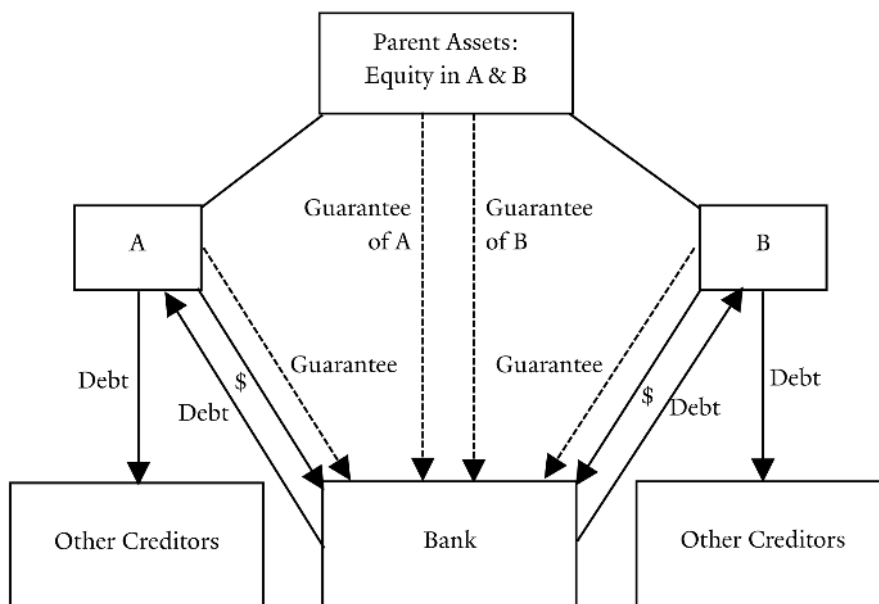 Parent Assets:
Equity in A & B
Guarantee
of A
Guarantee
of B
A
B
Guarantee
Guarantee
Debt
$
Debt
$
Debt
Debt
Other Creditors
Bank
Other Creditors